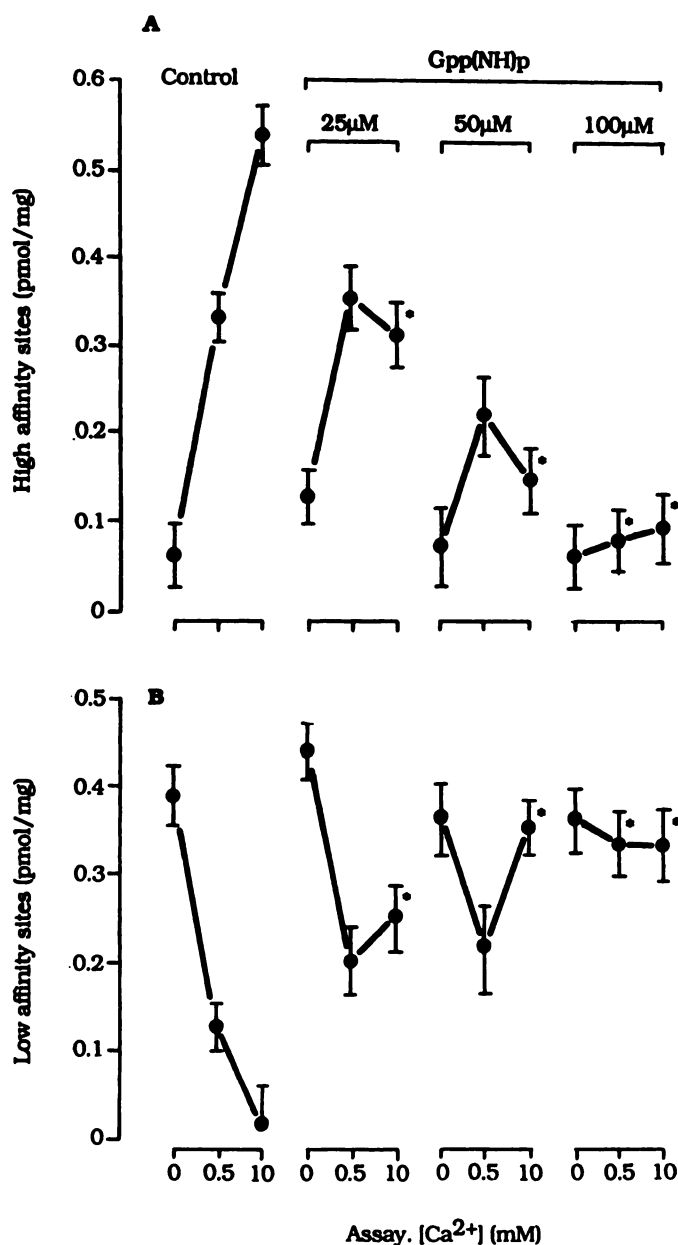 A
Control
Gpp(NH)p
25μM 50μM 100μM
High affinity sites (pmol/mg)
0.6
0.5
0.4
0.3
0.2
0.1
0
* * * *
B
Low affinity sites (pmol/mg)
0.5
0.4
0.3
0.2
0.1
0
* * * *
0 0.5 10 0 0.5 10 0 0.5 10 0 0.5 10
Assay. [Ca2+] (mM)